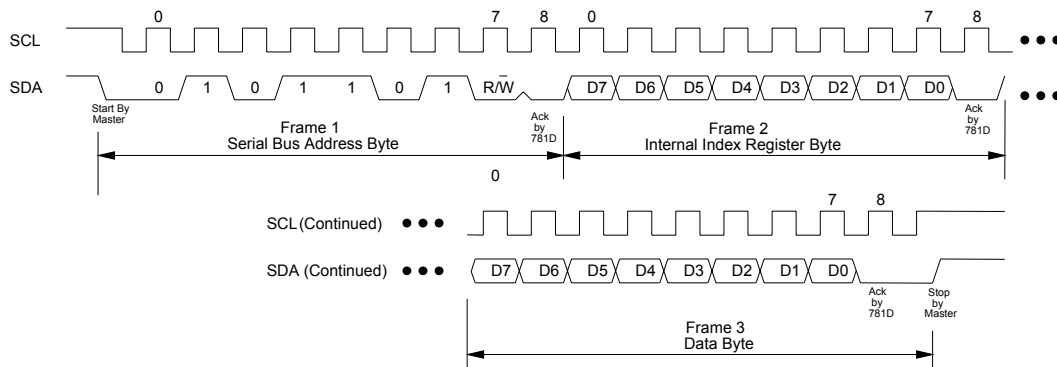 0 7 8 0 7 8
SCL
SDA 0 1 0 1 1 0 1 R/W̅ D7 D6 D5 D4 D3 D2 D1 D0
Start By
Master
Ack
by
781D
Ack
by
781D
Frame 1
Serial Bus Address Byte
Frame 2
Internal Index Register Byte
0
7 8
SCL (Continued)
SDA (Continued) D7 D6 D5 D4 D3 D2 D1 D0
Ack
by
781D
Stop
by
Master
Frame 3
Data Byte